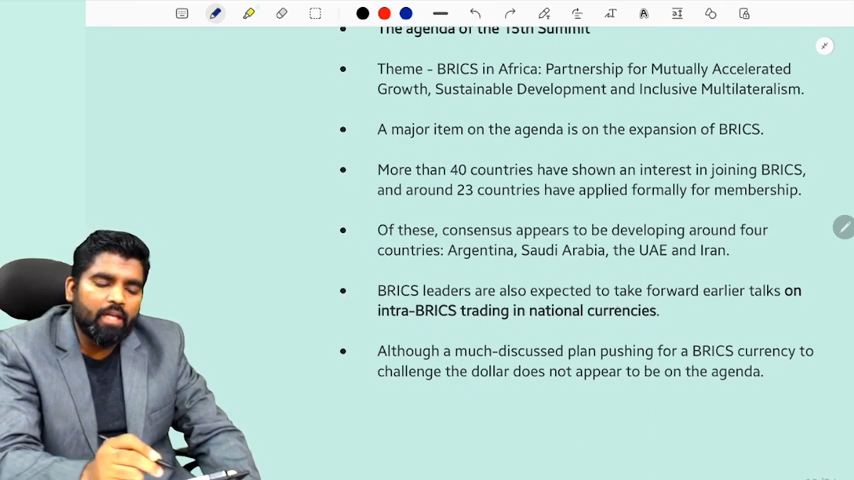 The agenda of the 15th Summit
Theme - BRICS in Africa: Partnership for Mutually Accelerated
Growth, Sustainable Development and Inclusive Multilateralism.
A major item on the agenda is on the expansion of BRICS.
More than 40 countries have shown an interest in joining BRICS,
and around 23 countries have applied formally for membership.
Of these, consensus appears to be developing around four
countries: Argentina, Saudi Arabia, the UAE and Iran.
BRICS leaders are also expected to take forward earlier talks on
intra-BRICS trading in national currencies.
Although a much-discussed plan pushing for a BRICS currency to
challenge the dollar does not appear to be on the agenda.